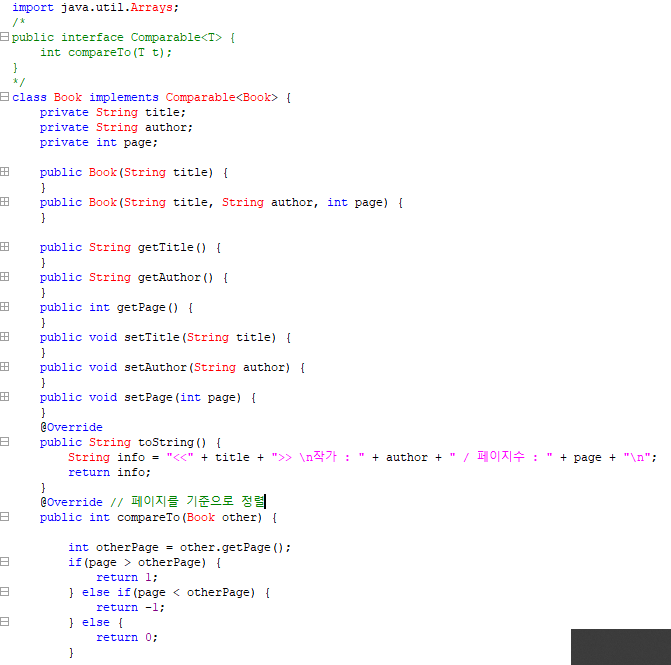 import java.util.Arrays;
/*
public interface Comparable<T> {
    int compareTo(T t);
}
*/
class Book implements Comparable<Book> {
    private String title;
    private String author;
    private int page;

    public Book(String title) {
    }
    public Book(String title, String author, int page) {
    }

    public String getTitle() {
    }
    public String getAuthor() {
    }
    public int getPage() {
    }
    public void setTitle(String title) {
    }
    public void setAuthor(String author) {
    }
    public void setPage(int page) {
    }
    @Override
    public String toString() {
        String info = "<<" + title + ">> \n작가 : " + author + " / 페이지수 : " + page + "\n";
        return info;
    }
    @Override // 페이지를 기준으로 정렬
    public int compareTo(Book other) {

        int otherPage = other.getPage();
        if(page > otherPage) {
            return 1;
        } else if(page < otherPage) {
            return -1;
        } else {
            return 0;
        }